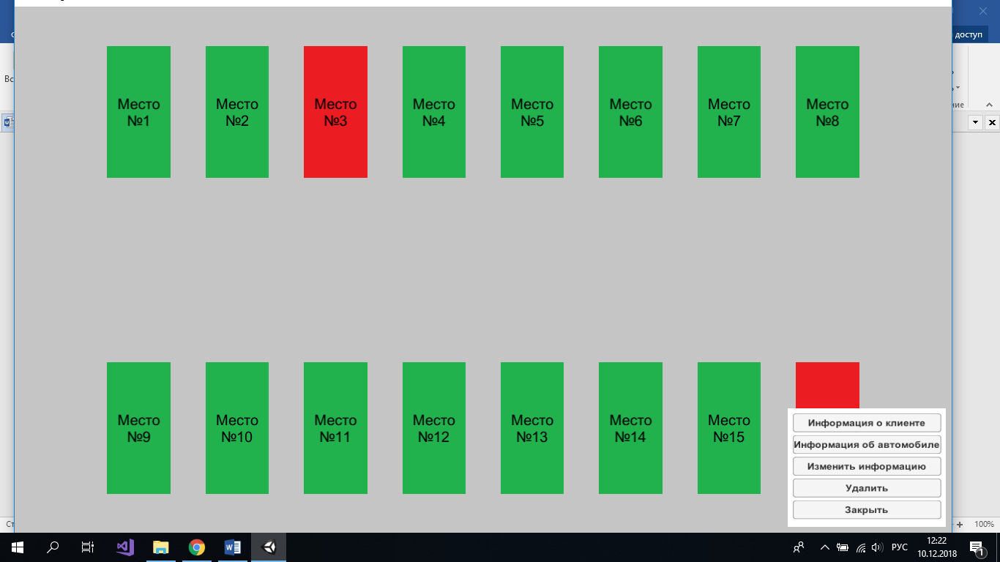 доступ
Место
№1
Место
№2
Место
№3
Место
№4
Место
№5
Место
№6
Место
№7
Место
№8
Место
№9
Место
№10
Место
№11
Место
№12
Место
№13
Место
№14
Место
№15
Информация о клиенте
Информация об автомобиле
Изменить информацию
Удалить
Закрыть
100%
РУС
12:22
10.12.2018
1